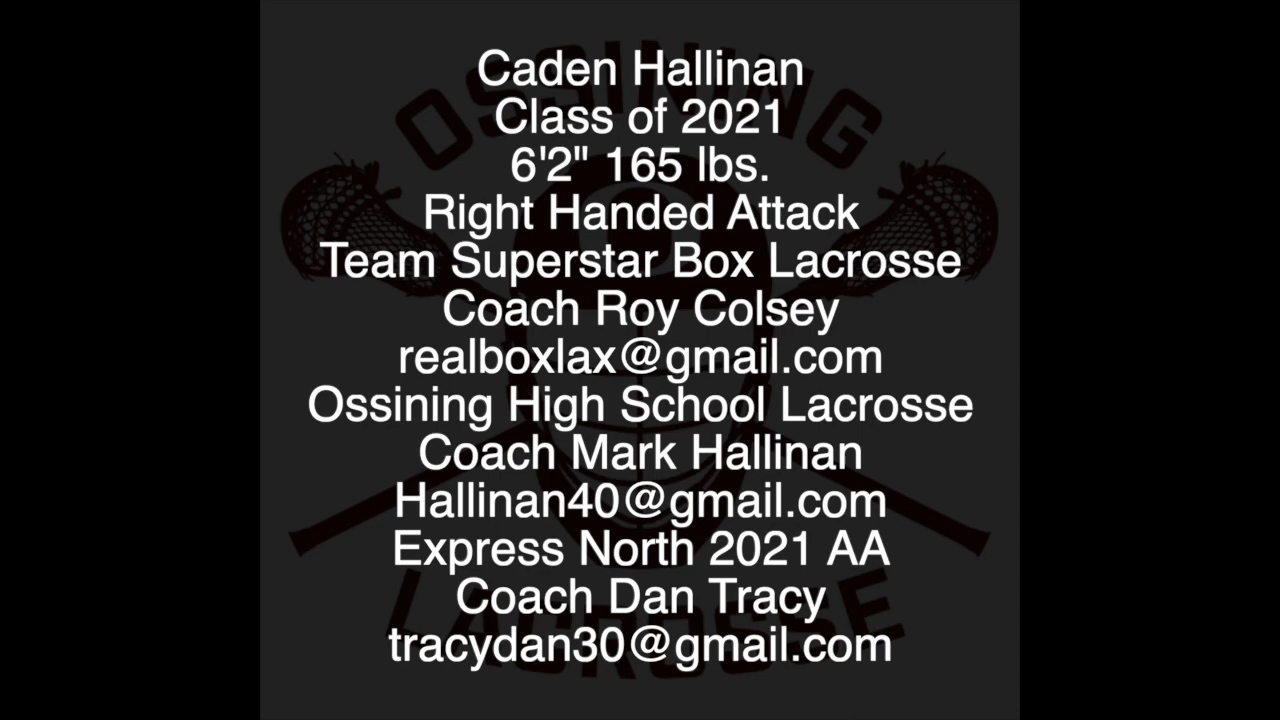 OSSINING
Caden Hallinan
Class of 2021
6'2" 165 lbs.
Right Handed Attack
Team Superstar Box Lacrosse
Coach Roy Colsey
realboxlax@gmail.com
Ossining High School Lacrosse
Coach Mark Hallinan
Hallinan40@gmail.com
Express North 2021 AA
Coach Dan Tracy
tracydan30@gmail.com
LACROSSE